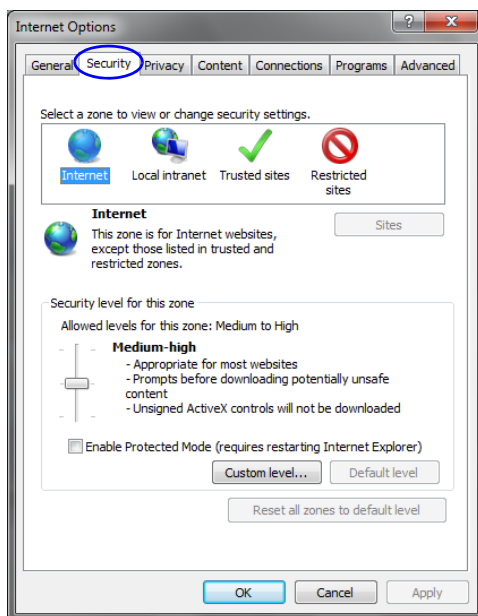 Internet Options
?
X
General Security Privacy Content Connections Programs Advanced
Select a zone to view or change security settings.
Internet Local intranet Trusted sites Restricted
sites
Internet
Sites
This zone is for Internet websites,
except those listed in trusted and
restricted zones.
Security level for this zone
Allowed levels for this zone: Medium to High
Medium-high
- Appropriate for most websites
- Prompts before downloading potentially unsafe
content
- Unsigned ActiveX controls will not be downloaded
Enable Protected Mode (requires restarting Internet Explorer)
Custom level... Default level
Reset all zones to default level
OK Cancel Apply